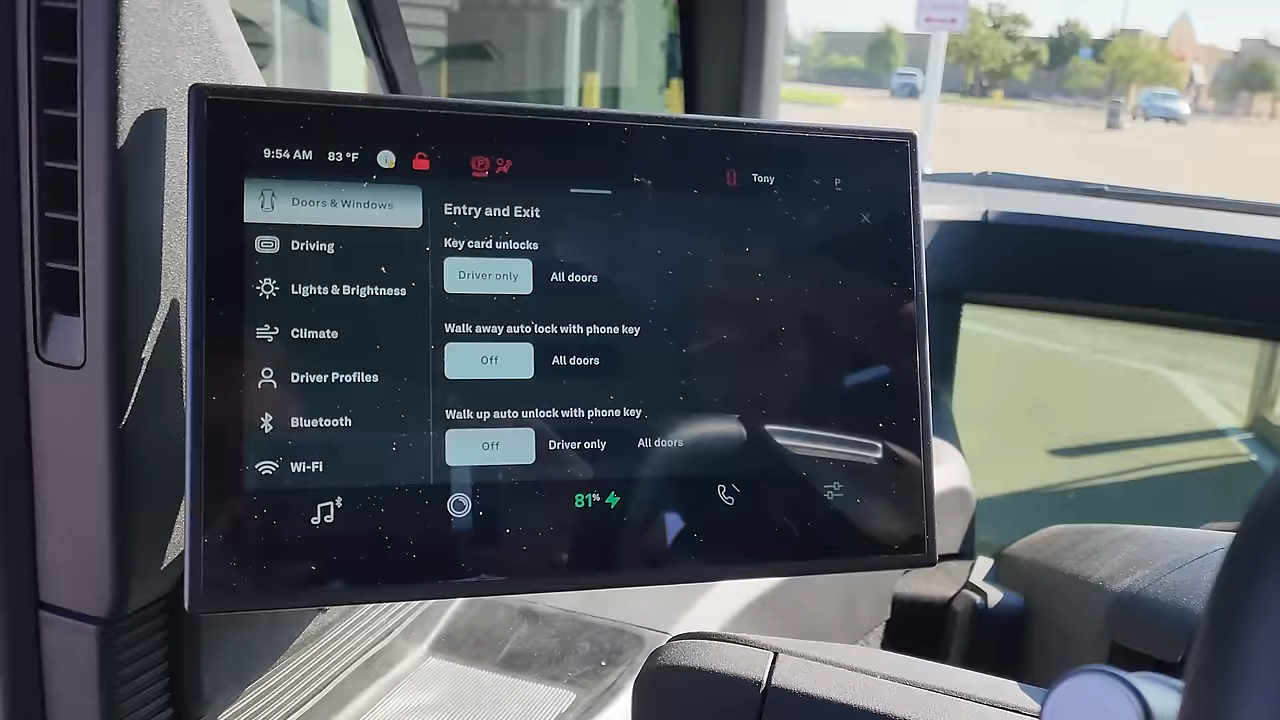 9:54 AM 83 °F Tony P
Doors & Windows
Driving
Lights & Brightness
Climate
Driver Profiles
Bluetooth
Wi-Fi
Entry and Exit
Key card unlocks
Driver only All doors
Walk away auto lock with phone key
Off All doors
Walk up auto unlock with phone key
Off Driver only All doors
81%